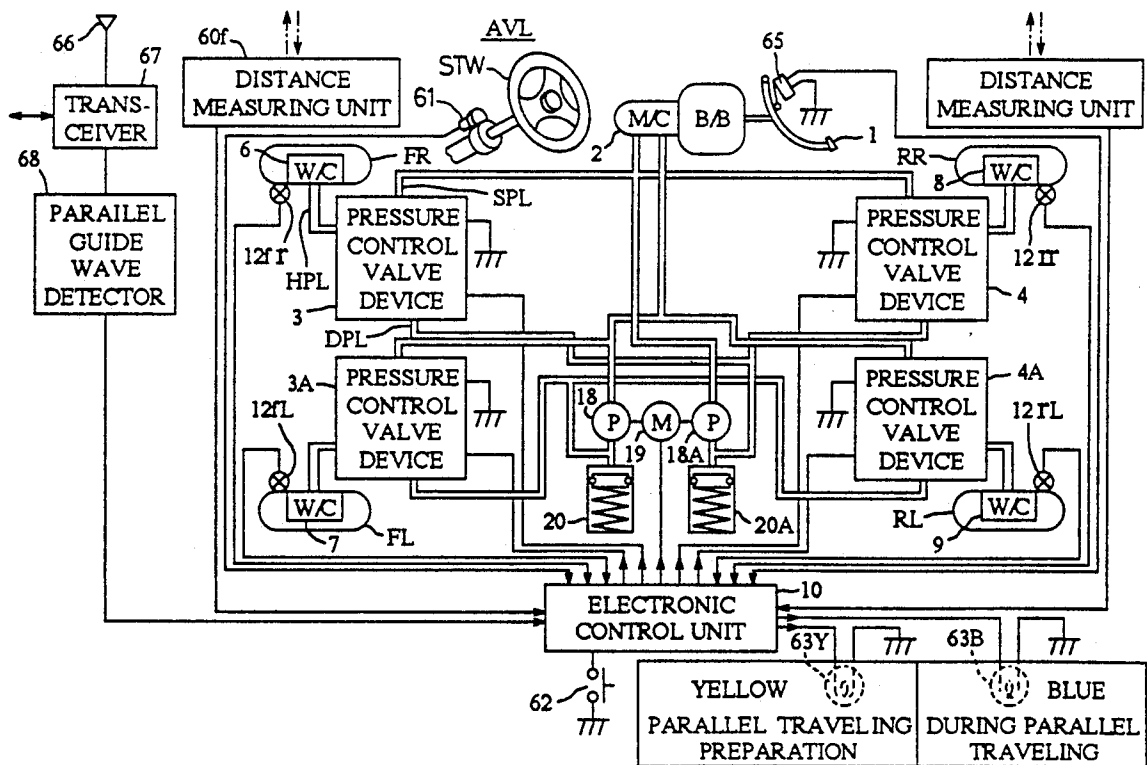 66
67
TRANS-
CEIVER
68
PARAILEL
GUIDE
WAVE
DETECTOR
60f
DISTANCE
MEASURING UNIT
AVL
STW
61
M/C
2
B/B
65
1
DISTANCE
MEASURING UNIT
6
W/C
FR
12fr
HPL
SPL
PRESSURE
CONTROL
VALVE
DEVICE
3
DPL
RR
8
W/C
12rr
PRESSURE
CONTROL
VALVE
DEVICE
4
3A
PRESSURE
CONTROL
VALVE
DEVICE
12fL
W/C
7
FL
18
P
M
P
19
18A
20
20A
PRESSURE
CONTROL
VALVE
DEVICE
4A
12rL
RL
W/C
9
10
ELECTRONIC
CONTROL UNIT
62
63Y
63B
YELLOW
PARALLEL TRAVELING
PREPARATION
BLUE
DURING PARALLEL
TRAVELING